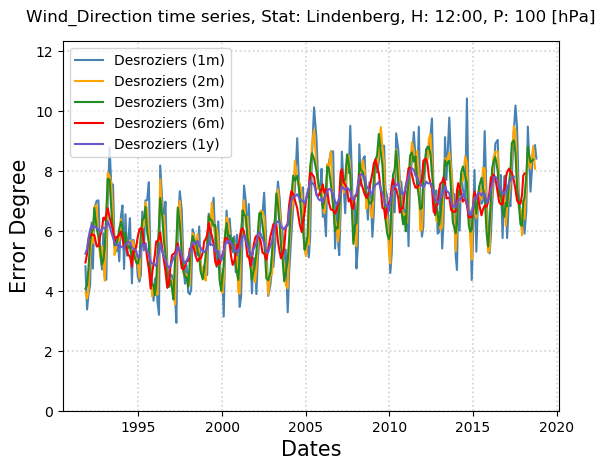 Wind_Direction time series, Stat: Lindenberg, H: 12:00, P: 100 [hPa]
Desroziers (1m)
Desroziers (2m)
Desroziers (3m)
Desroziers (6m)
Desroziers (1y)
Error Degree
12
10
8
6
4
2
0
1995 2000 2005 2010 2015 2020
Dates